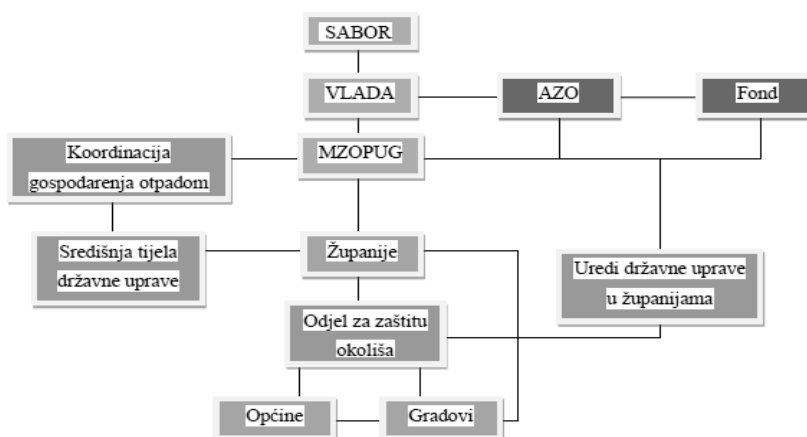 SABOR
VLADA
AZO
Fond
Koordinacija
gospodarenja otpadom
MZOPUG
Središnja tijela
državne uprave
Županije
Uredi državne uprave
u županijama
Odjel za zaštitu
okoliša
Općine
Gradovi